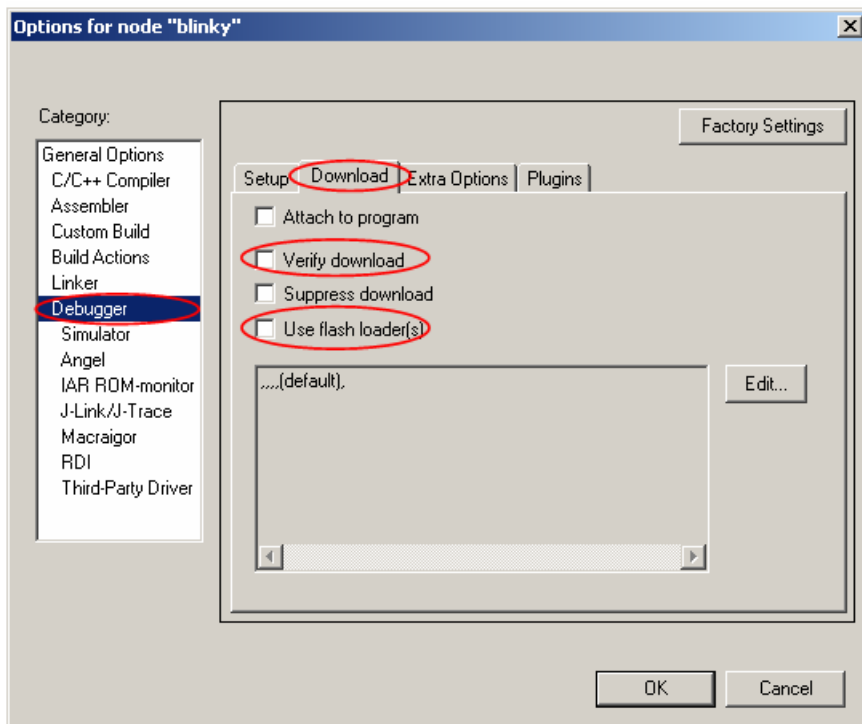 Options for node "blinky"
Category:
Factory Settings
General Options
C/C++ Compiler
Assembler
Custom Build
Build Actions
Linker
Debugger
Simulator
Angel
IAR ROM-monitor
J-Link/J-Trace
Macraigor
RDI
Third-Party Driver
Setup Download Extra Options Plugins
Attach to program
Verify download
Suppress download
Use flash loader(s)
,,,,(default),
Edit...
OK Cancel